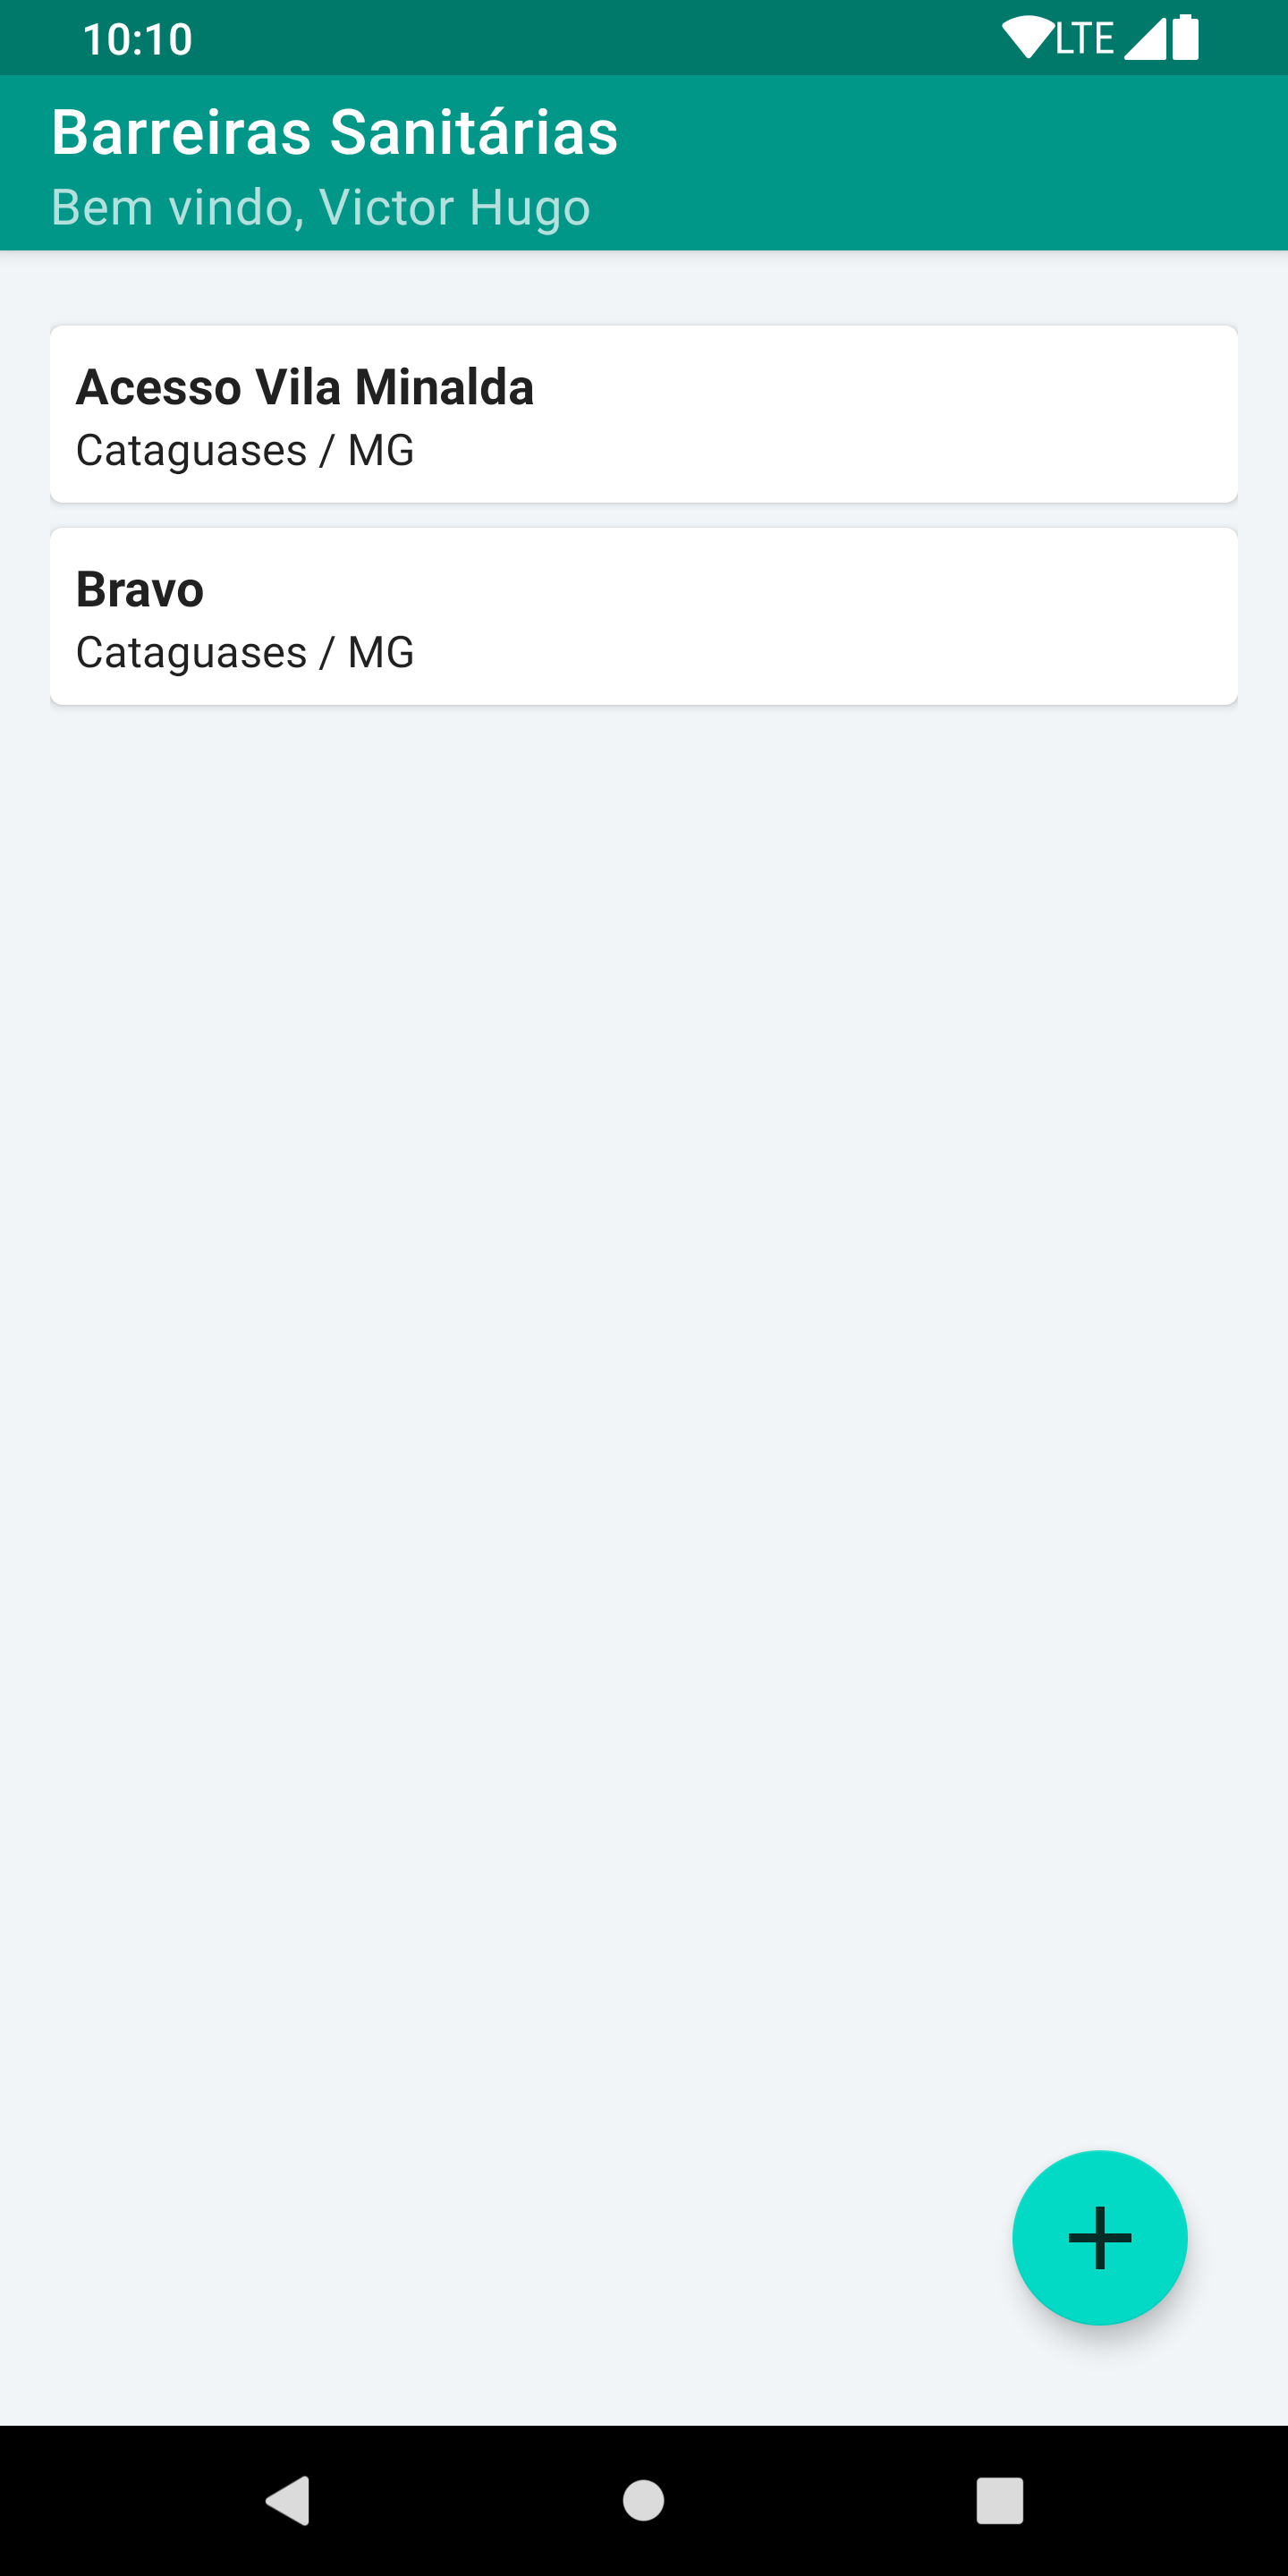 10:10
LTE
Barreiras Sanitárias
Bem vindo, Victor Hugo
Acesso Vila Minalda
Cataguases / MG
Bravo
Cataguases / MG